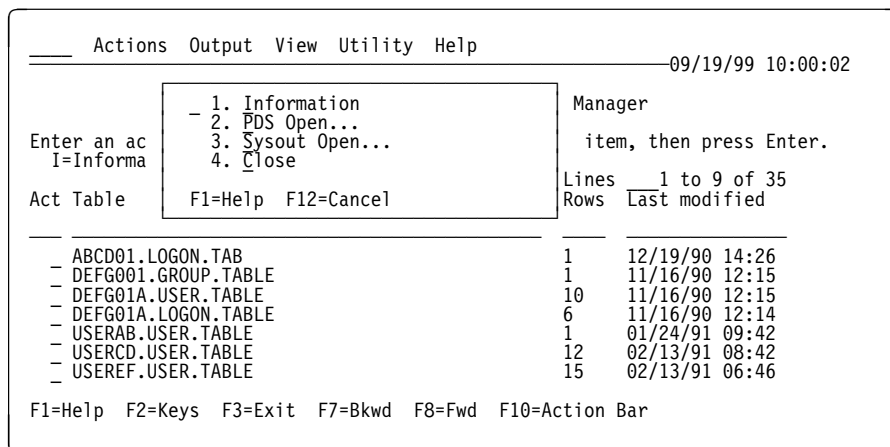 Actions Output View Utility Help
09/19/99 10:00:02
1. Information Manager
2. PDS Open...
Enter an ac 3. Sysout Open... item, then press Enter.
I=Informa 4. Close
Lines 1 to 9 of 35
Act Table F1=Help F12=Cancel Rows Last modified
ABCD01.LOGON.TAB 1 12/19/90 14:26
DEFG001.GROUP.TABLE 1 11/16/90 12:15
DEFG01A.USER.TABLE 10 11/16/90 12:15
DEFG01A.LOGON.TABLE 6 11/16/90 12:14
USERAB.USER.TABLE 1 01/24/91 09:42
USERCD.USER.TABLE 12 02/13/91 08:42
USEREF.USER.TABLE 15 02/13/91 06:46
F1=Help F2=Keys F3=Exit F7=Bkwd F8=Fwd F10=Action Bar